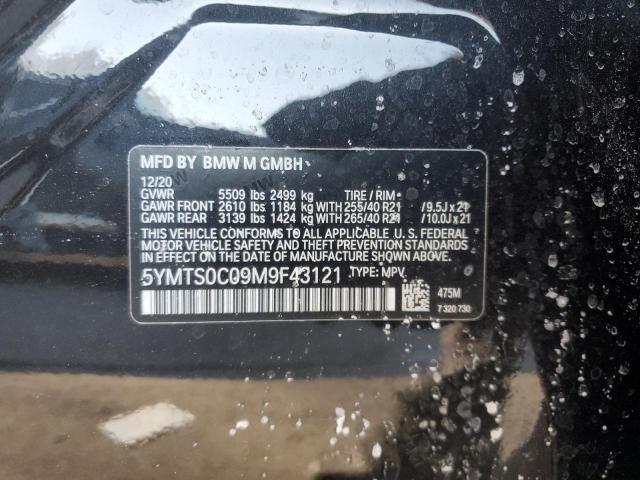 MFD BY BMW M GMBH
12/20
GVWR 5509 lbs 2499 kg TIRE / RIM
GAWR FRONT 2610 lbs 1184 kg WITH 255/40 R21 /9.5J x 21
GAWR REAR 3139 lbs 1424 kg WITH 265/40 R21 /10.0J x 21
THIS VEHICLE CONFORMS TO ALL APPLICABLE U. S. FEDERAL
MOTOR VEHICLE SAFETY AND THEFT PREVENTION STANDARDS
IN EFFECT ON THE DATE OF MANUFACTURE SHOWN ABOVE.
5YMTS0C09M9F43121 TYPE: MPV
475M
7 320 730